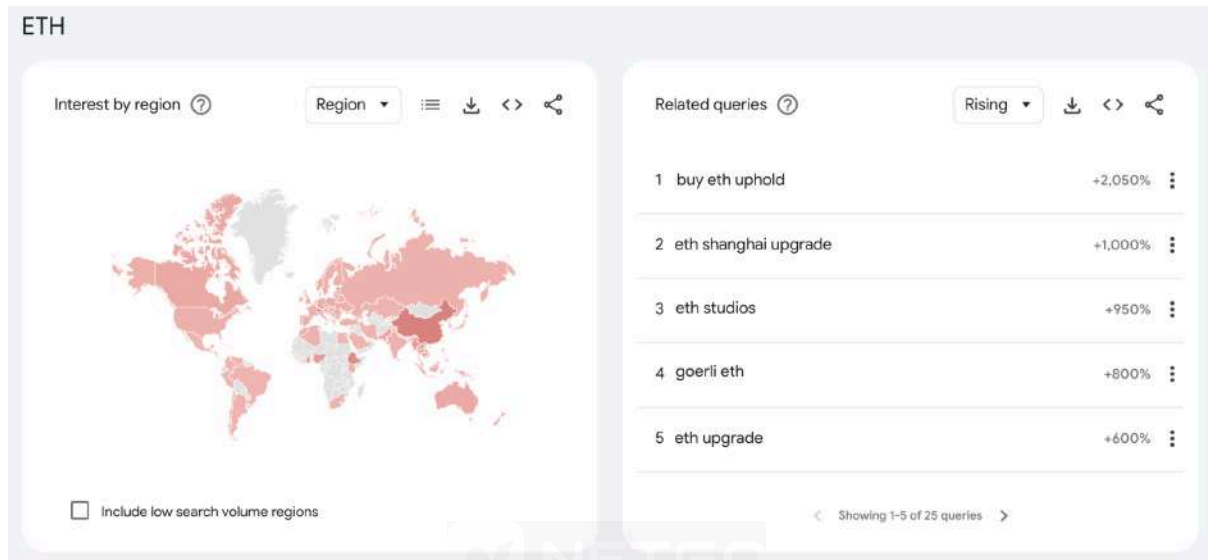 ETH
Interest by region
Region
Related queries
Rising
1 buy eth uphold +2,050%
2 eth shanghai upgrade +1,000%
3 eth studios +950%
4 goerli eth +800%
5 eth upgrade +600%
Include low search volume regions
Showing 1-5 of 25 queries